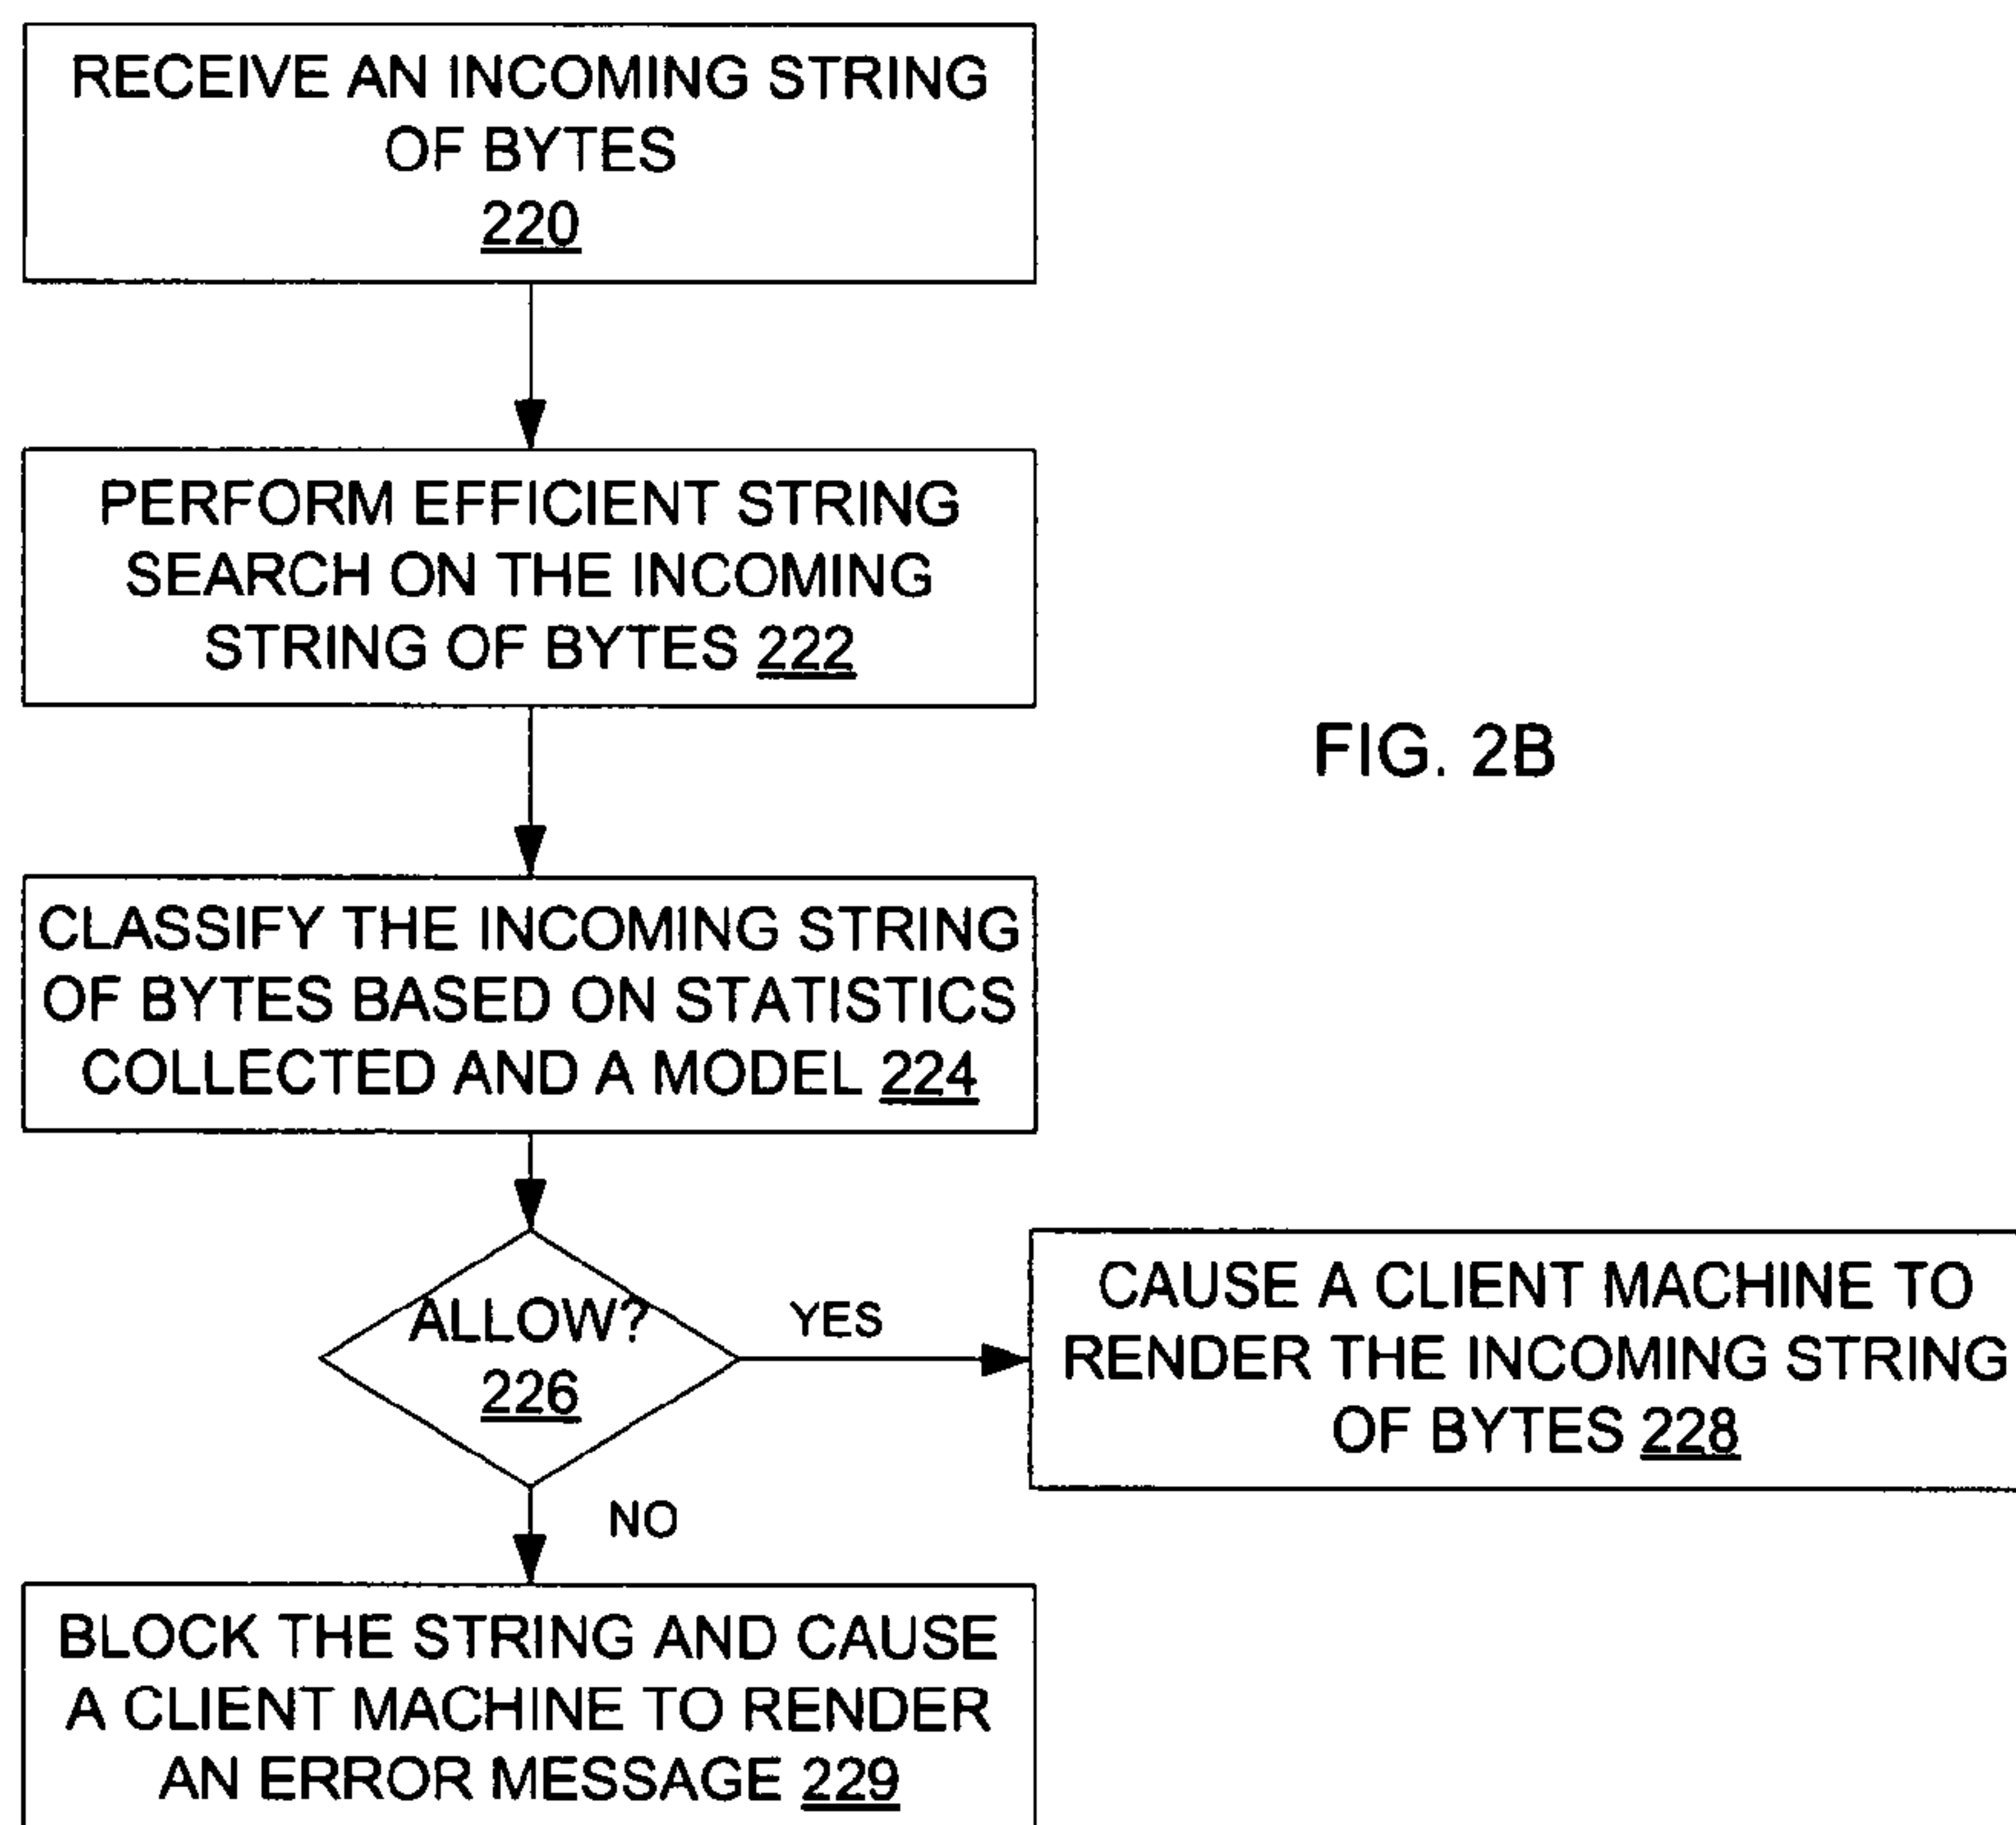 RECEIVE AN INCOMING STRING
OF BYTES
220
PERFORM EFFICIENT STRING
SEARCH ON THE INCOMING
STRING OF BYTES 222
FIG. 2B
CLASSIFY THE INCOMING STRING
OF BYTES BASED ON STATISTICS
COLLECTED AND A MODEL 224
ALLOW?
226
YES
CAUSE A CLIENT MACHINE TO
RENDER THE INCOMING STRING
OF BYTES 228
NO
BLOCK THE STRING AND CAUSE
A CLIENT MACHINE TO RENDER
AN ERROR MESSAGE 229